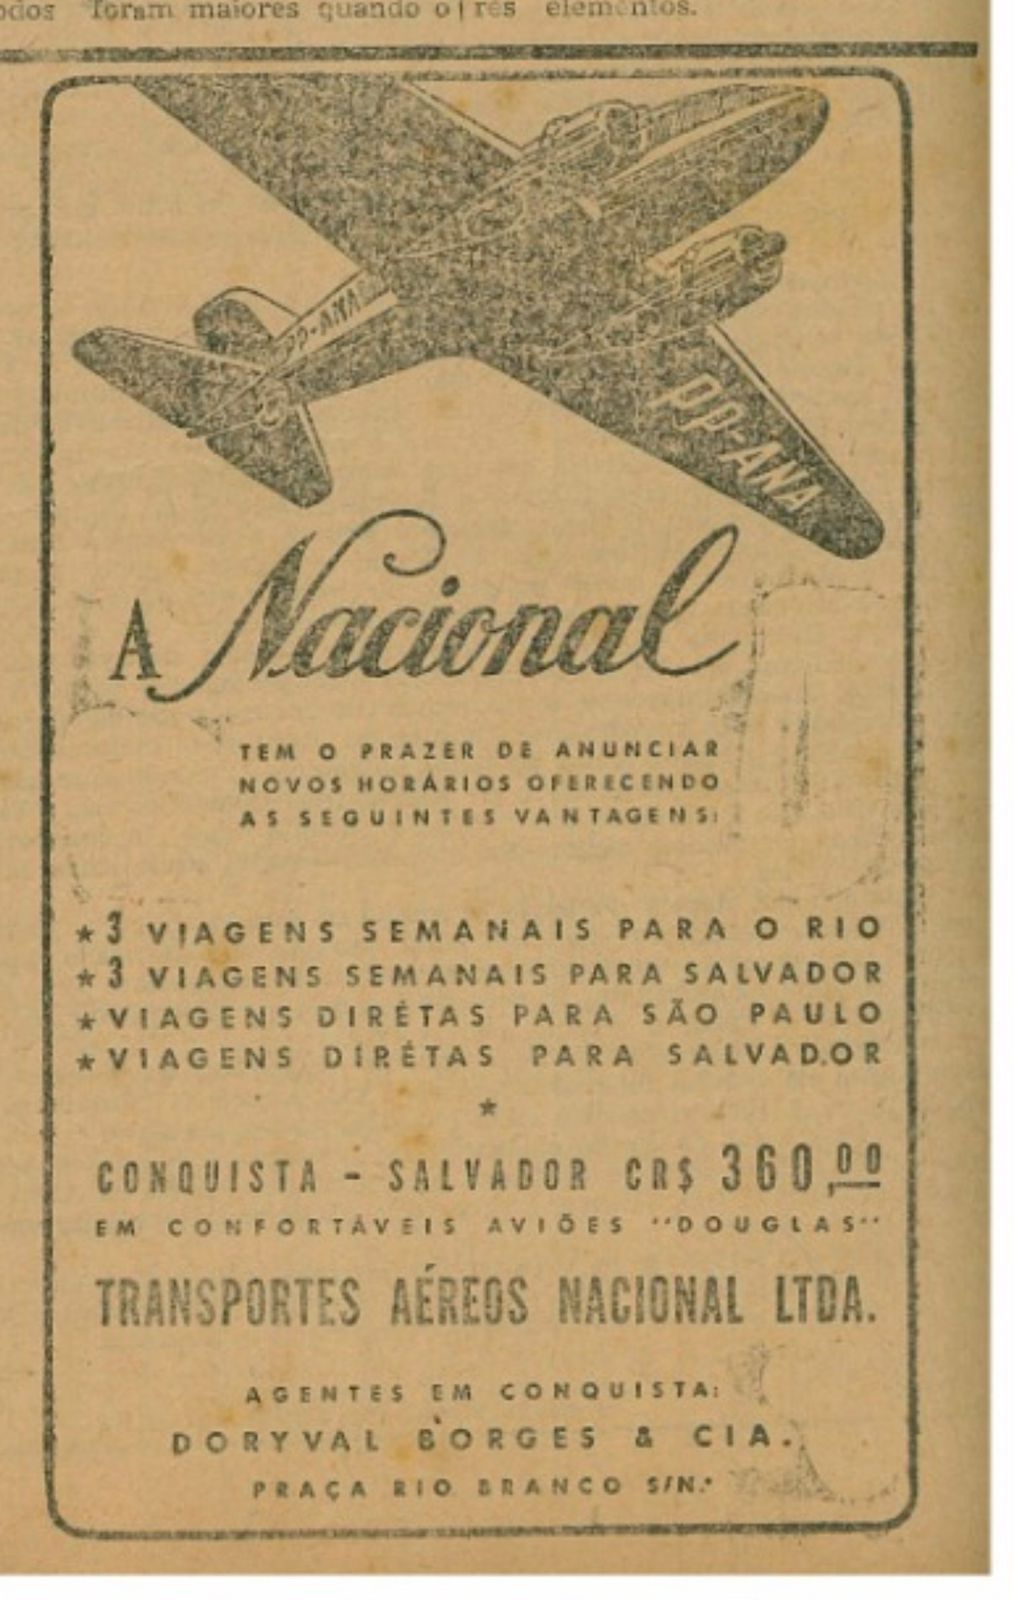 foram maiores quando o três elementos.
PP-ANA
PP-ANA
A Nacional
TEM O PRAZER DE ANUNCIAR
NOVOS HORÁRIOS OFERECENDO
AS SEGUINTES VANTAGENS:
★ 3 VIAGENS SEMANAIS PARA O RIO
★ 3 VIAGENS SEMANAIS PARA SALVADOR
★ VIAGENS DIRÉTAS PARA SÃO PAULO
★ VIAGENS DIRÉTAS PARA SALVADOR
★
CONQUISTA - SALVADOR CR$ 360,00
EM CONFORTÁVEIS AVIÕES "DOUGLAS"
TRANSPORTES AÉREOS NACIONAL LTDA.
AGENTES EM CONQUISTA:
DORYVAL BORGES & CIA.
PRAÇA RIO BRANCO S/N.º